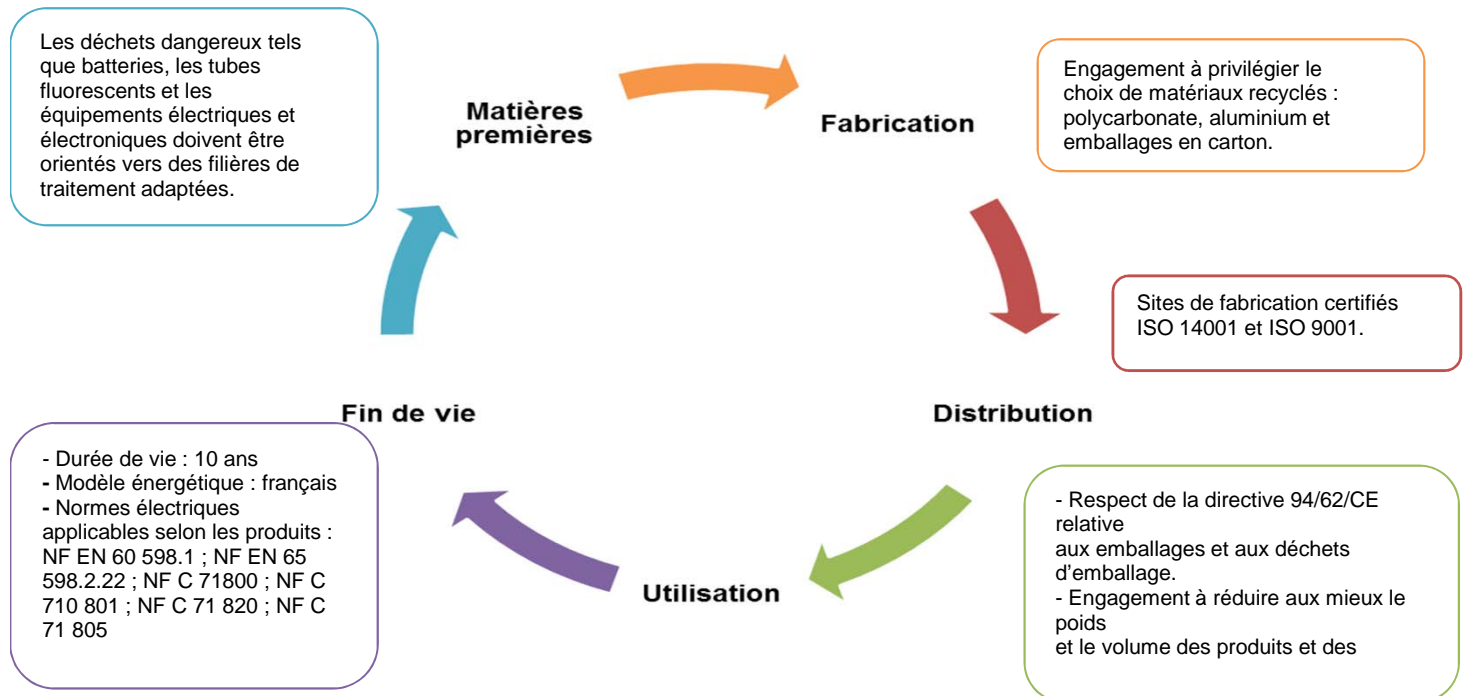 Les déchets dangereux tels
que batteries, les tubes
fluorescents et les
équipements électriques et
électroniques doivent être
orientés vers des filières de
traitement adaptées.
Matières
premières
Fabrication
Engagement à privilégier le
choix de matériaux recyclés :
polycarbonate, aluminium et
emballages en carton.
Sites de fabrication certifiés
ISO 14001 et ISO 9001.
Fin de vie
Distribution
- Durée de vie : 10 ans
- Modèle énergétique : français
- Normes électriques
applicables selon les produits :
NF EN 60 598.1 ; NF EN 65
598.2.22 ; NF C 71800 ; NF C
710 801 ; NF C 71 820 ; NF C
71 805
Utilisation
- Respect de la directive 94/62/CE
relative
aux emballages et aux déchets
d'emballage.
- Engagement à réduire aux mieux le
poids
et le volume des produits et des